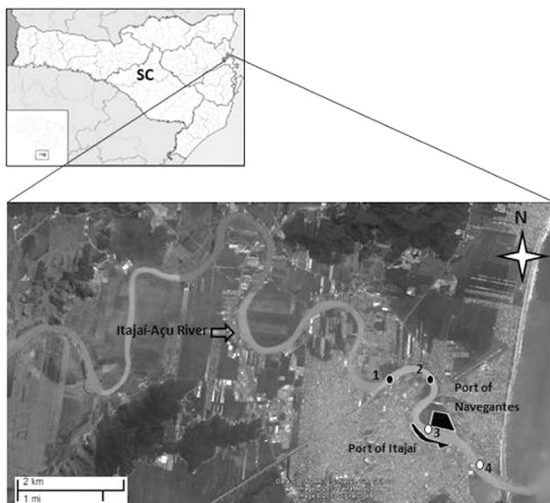 SC
N
Itajaí-Açu River
1
2
Port of
Navegantes
3
Port of Itajaí
4
2 km
1 mi